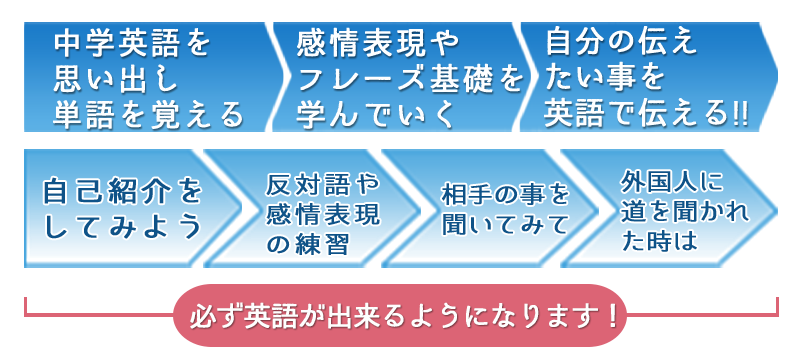 中学英語を
思い出し
単語を覚える
感情表現や
フレーズ基礎を
学んでいく
自分の伝え
たい事を
英語で伝える!!
自己紹介を
してみよう
反対語や
感情表現
の練習
相手の事を
聞いてみて
外国人に
道を聞かれ
た時は
必ず英語が出来るようになります！